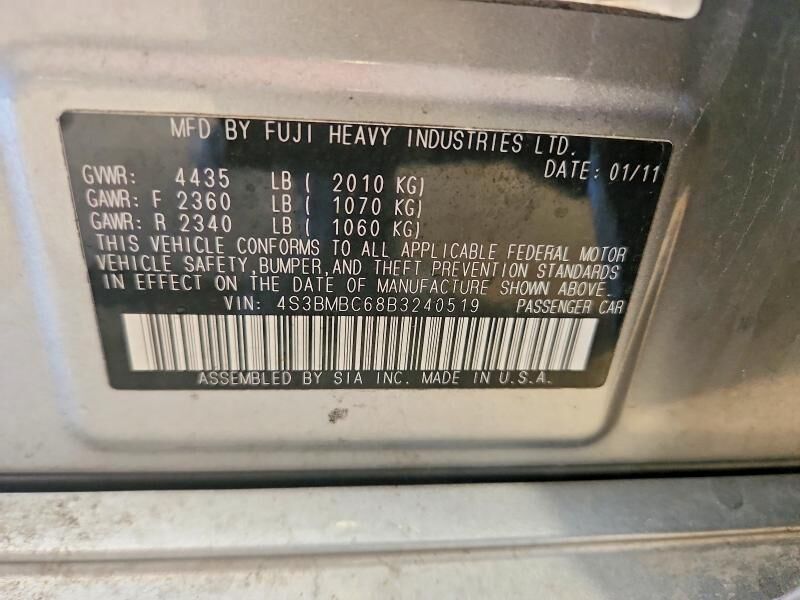 MFD BY FUJI HEAVY INDUSTRIES LTD.
DATE: 01/11
GVWR: 4435 LB ( 2010 KG)
GAWR: F 2360 LB ( 1070 KG)
GAWR: R 2340 LB ( 1060 KG)
THIS VEHICLE CONFORMS TO ALL APPLICABLE FEDERAL MOTOR
VEHICLE SAFETY,BUMPER,AND THEFT PREVENTION STANDARDS
IN EFFECT ON THE DATE OF MANUFACTURE SHOWN ABOVE.
VIN: 4S3BMBC68B3240519 PASSENGER CAR
ASSEMBLED BY SIA INC. MADE IN U.S.A.